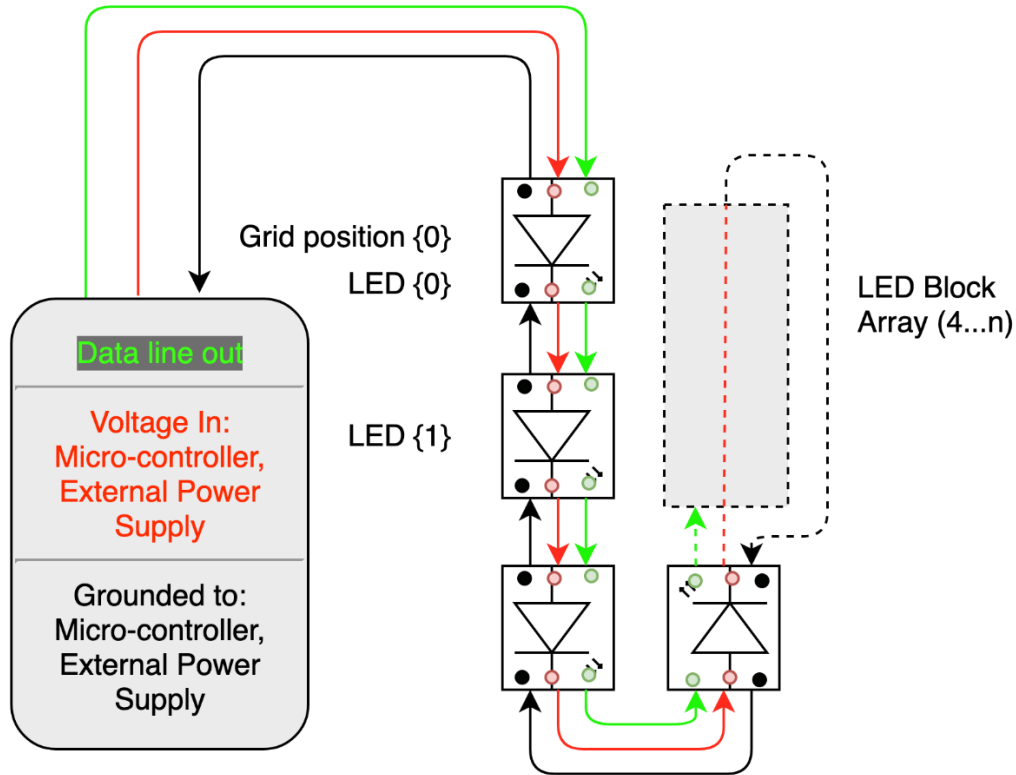 Grid position {0}
LED {0}
LED {1}
LED Block
Array (4...n)
Data line out
Voltage In:
Micro-controller,
External Power
Supply
Grounded to:
Micro-controller,
External Power
Supply